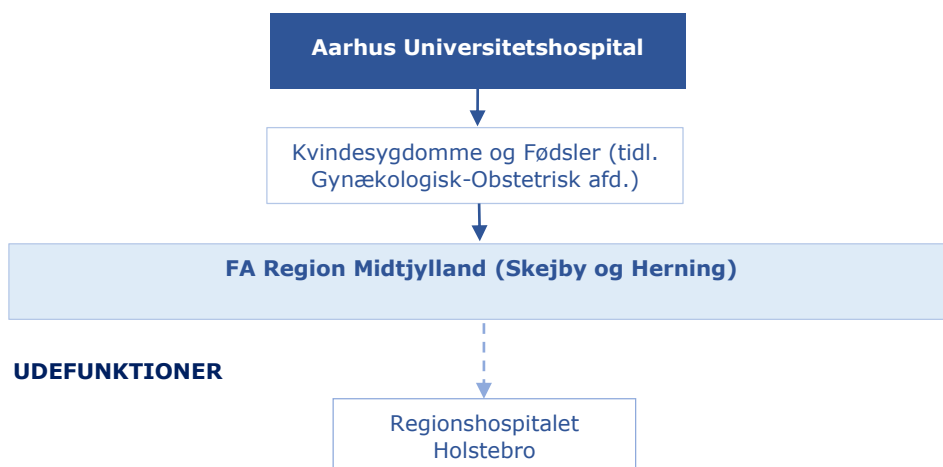 Aarhus Universitetshospital
Kvindesygdomme og Fødsler (tidl.
Gynækologisk-Obstetrisk afd.)
FA Region Midtjylland (Skejby og Herning)
UDEFUNKTIONER
Regionshospitalet
Holstebro